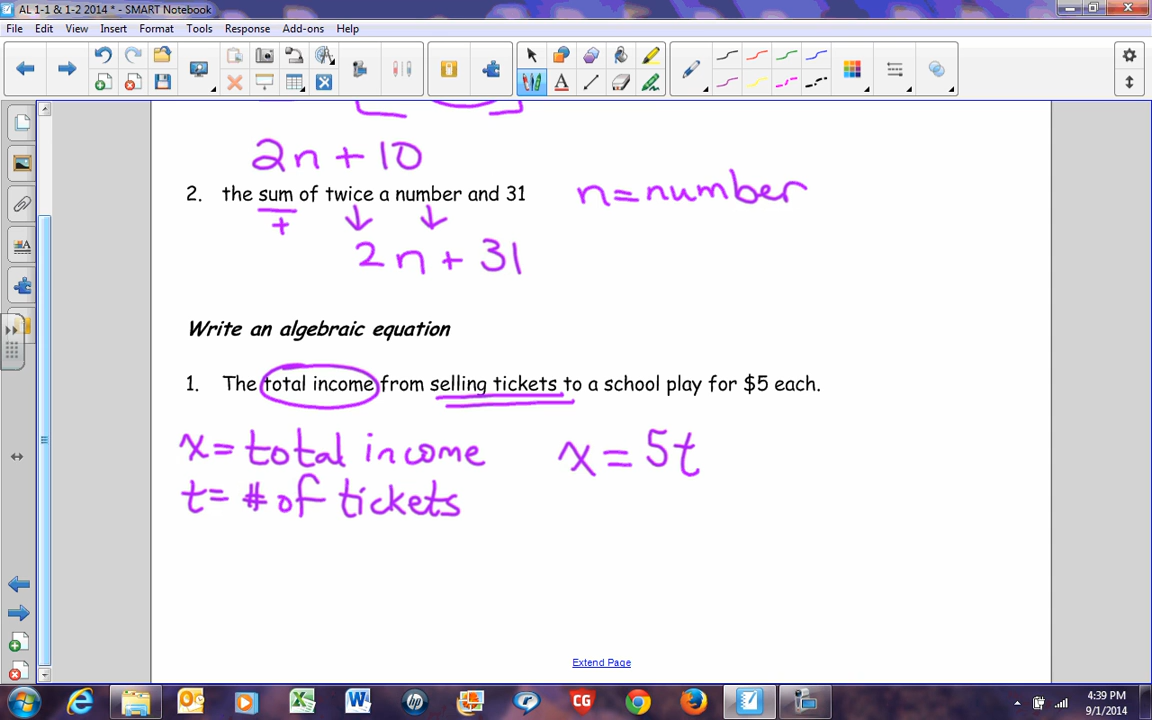 AL 1-1 & 1-2 2014 * - SMART Notebook
File Edit View Insert Format Tools Response Add-ons Help
2n + 10
2. the sum of twice a number and 31 n = number
+
2n + 31
Write an algebraic equation
1. The total income from selling tickets to a school play for $5 each.
x = total income x = 5t
t = # of tickets
Extend Page
CG
4:39 PM
9/1/2014